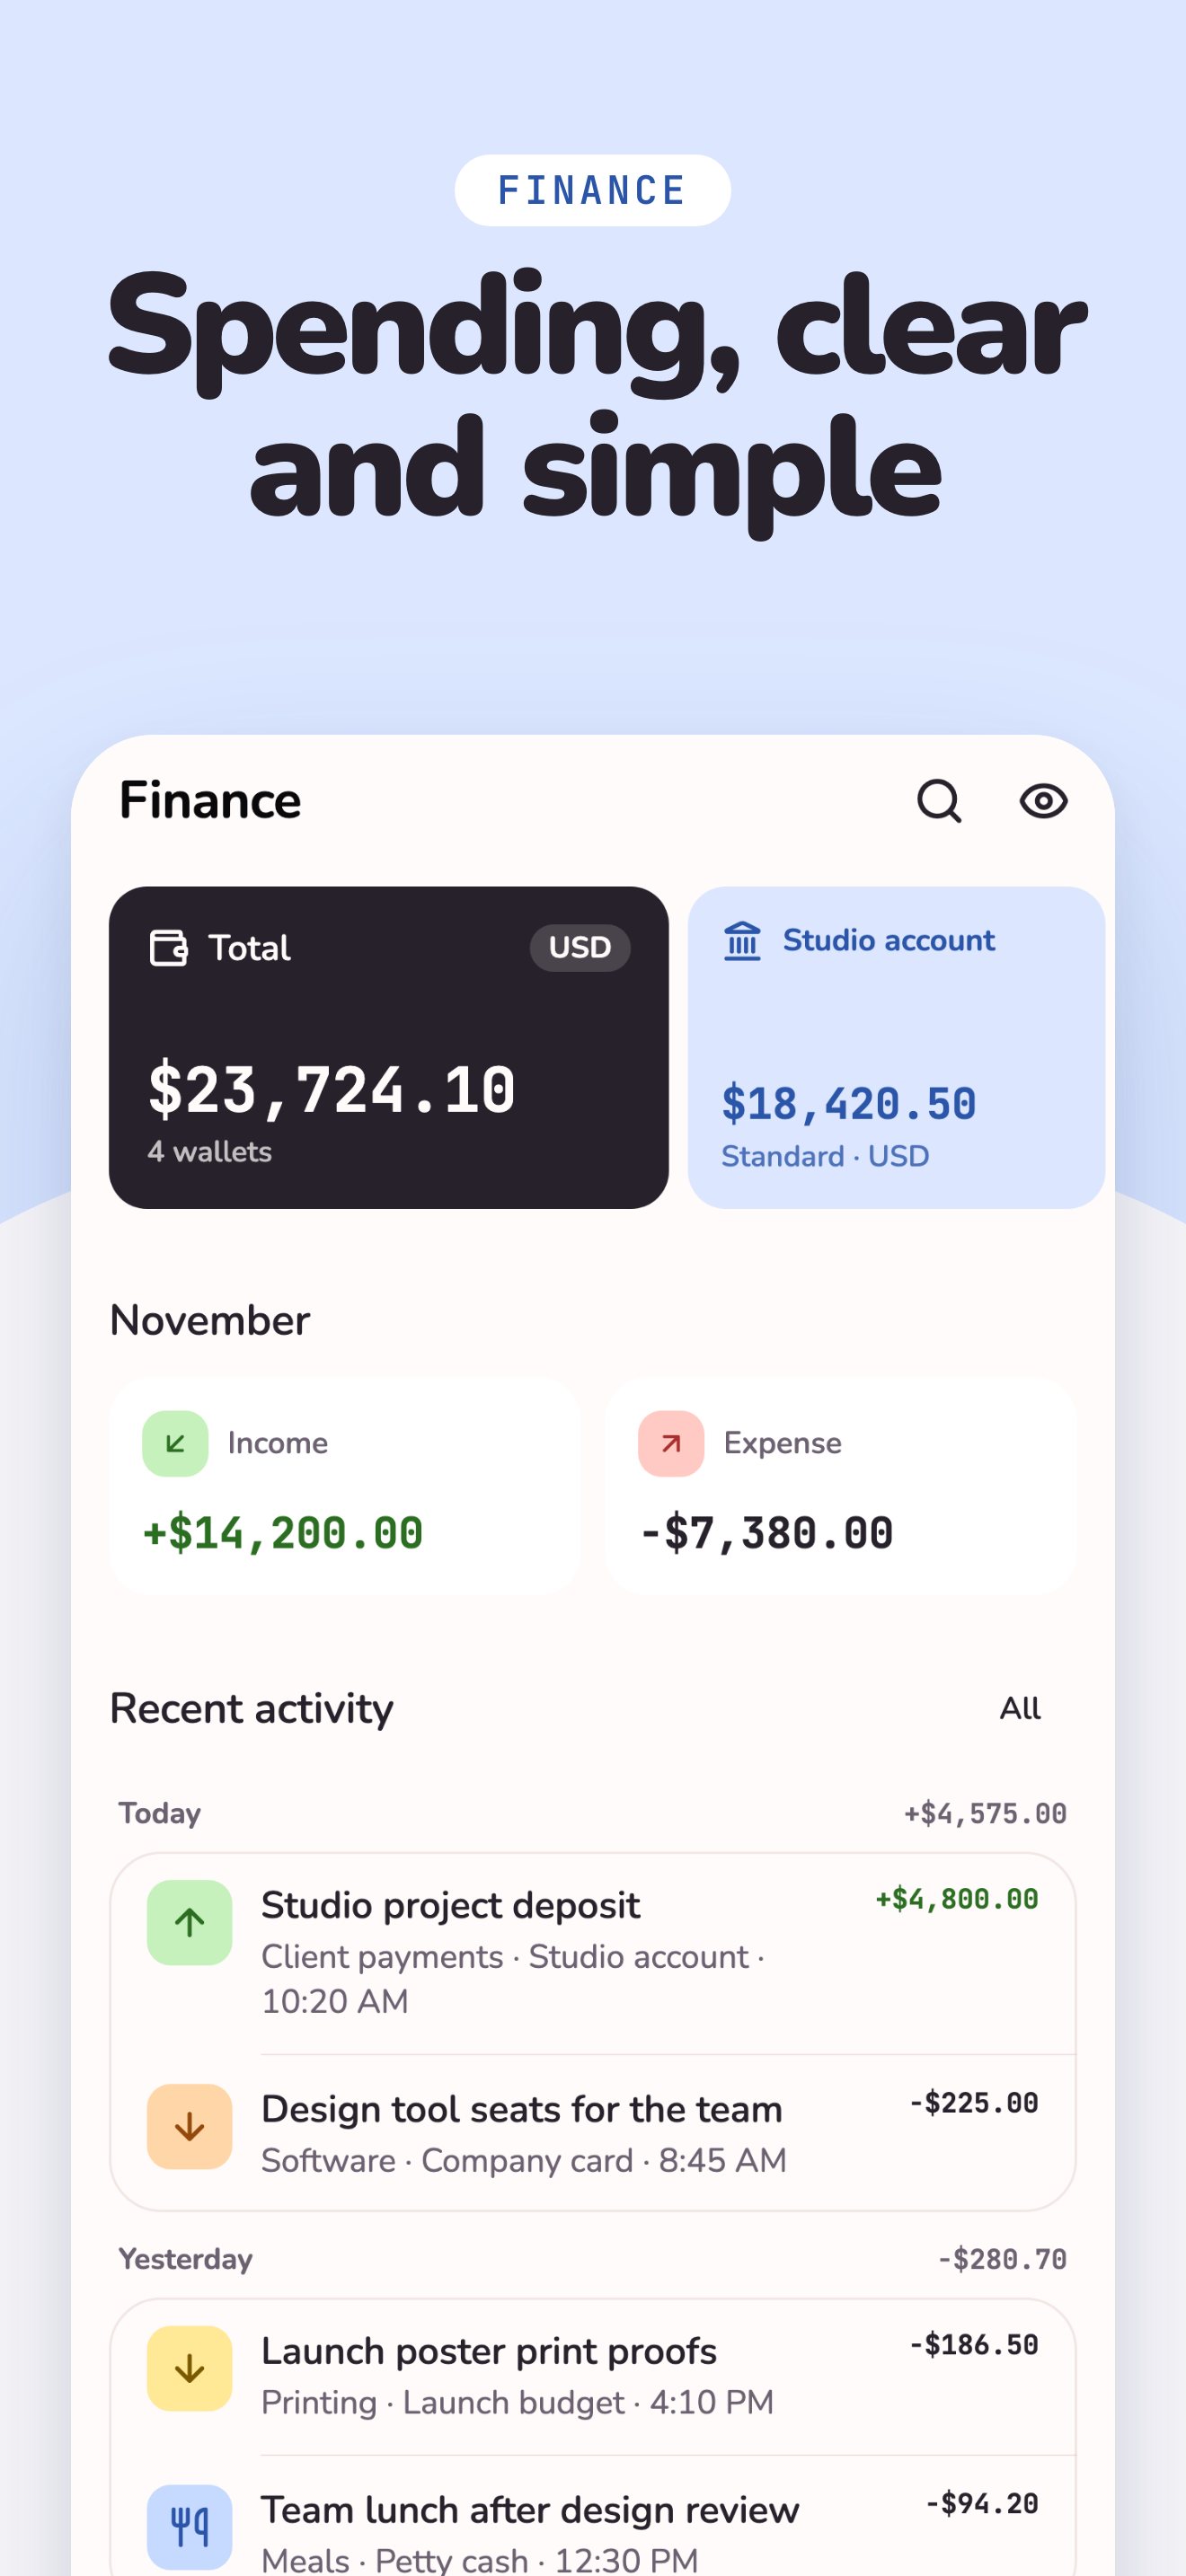 FINANCE
Spending, clear
and simple
Finance
Total
USD
$23,724.10
4 wallets
Studio account
$18,420.50
Standard · USD
November
Income
+$14,200.00
Expense
-$7,380.00
Recent activity
All
Today
+$4,575.00
Studio project deposit
+$4,800.00
Client payments · Studio account ·
10:20 AM
Design tool seats for the team
-$225.00
Software · Company card · 8:45 AM
Yesterday
-$280.70
Launch poster print proofs
-$186.50
Printing · Launch budget · 4:10 PM
Team lunch after design review
-$94.20
Meals · Petty cash · 12:30 PM